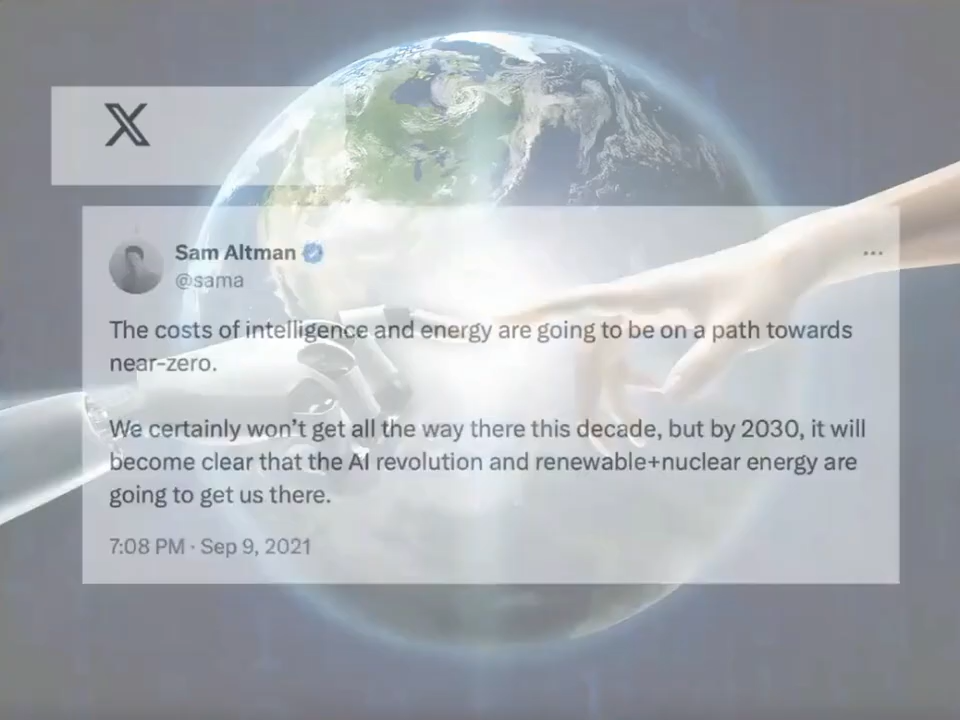 X
Sam Altman
@sama
The costs of intelligence and energy are going to be on a path towards
near-zero.
We certainly won't get all the way there this decade, but by 2030, it will
become clear that the AI revolution and renewable+nuclear energy are
going to get us there.
7:08 PM · Sep 9, 2021